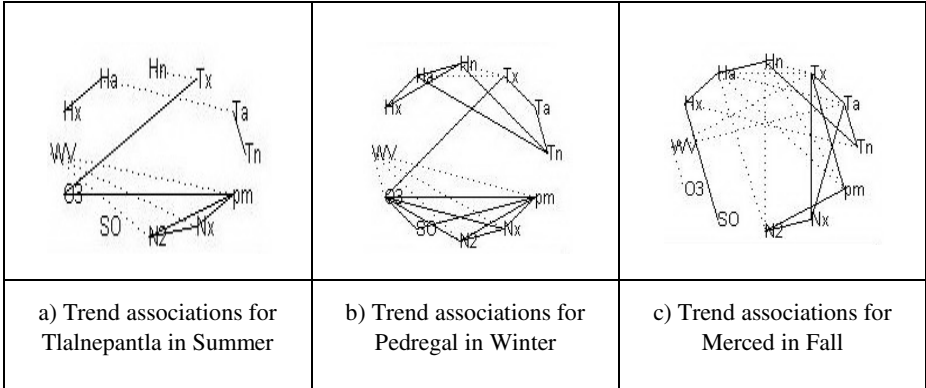 Hn
Ha
Tx
Hx
Ta
WV
Tn
O3
pm
SO
N2
Nx
Hn
Ha
Tx
Hx
Ta
WV
Tn
O3
pm
SO
N2
Nx
Hn
Ha
Tx
Hx
Ta
WV
Tn
O3
pm
SO
N2
Nx
a) Trend associations for
Tlalnepantla in Summer
b) Trend associations for
Pedregal in Winter
c) Trend associations for
Merced in Fall